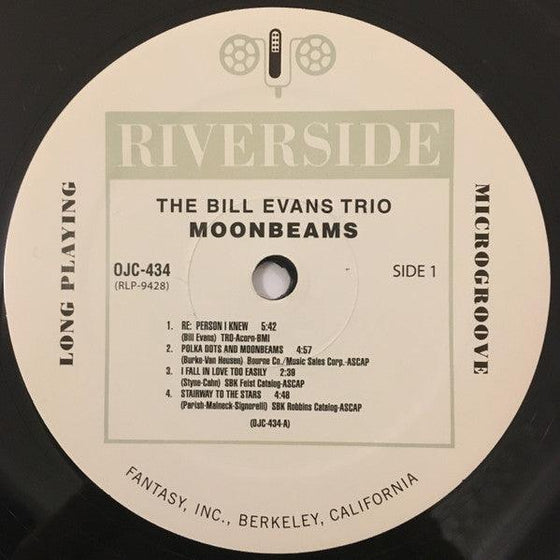 RIVERSIDE
THE BILL EVANS TRIO
MOONBEAMS
OJC-434
(RLP-9428)
SIDE 1
LONG PLAYING
MICROGROOVE
1. RE: PERSON I KNEW 5:42
(Bill Evans) TRO-Acorn-BMI
2. POLKA DOTS AND MOONBEAMS 4:57
(Burke-Van Heusen) Bourne Co./Music Sales Corp.-ASCAP
3. I FALL IN LOVE TOO EASILY 2:39
(Styne-Cahn) SBK Feist Catalog-ASCAP
4. STAIRWAY TO THE STARS 4:48
(Parish-Malneck-Signorelli) SBK Robbins Catalog-ASCAP
(OJC-434-A)
FANTASY, INC., BERKELEY, CALIFORNIA